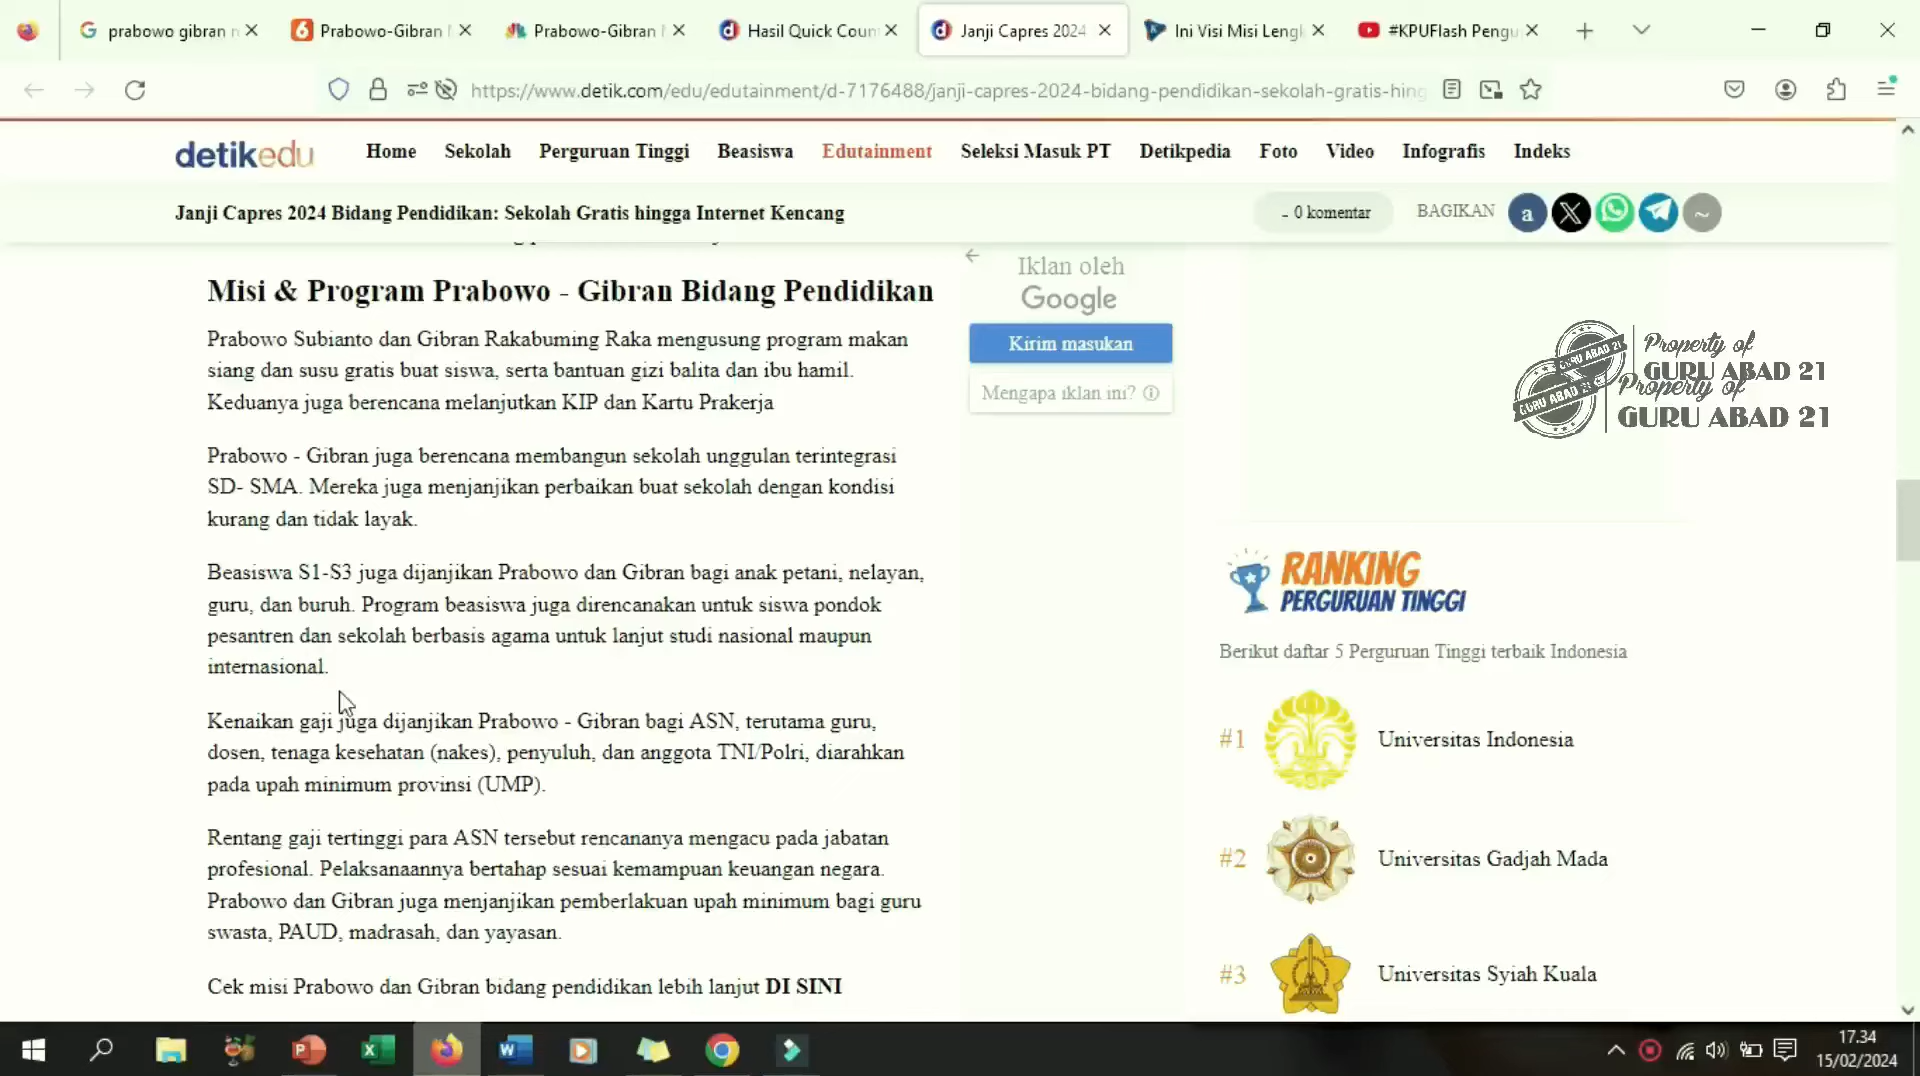 prabowo gibran
Prabowo-Gibran
Prabowo-Gibran
Hasil Quick Coun
Janji Capres 2024
Ini Visi Misi Lengk
#KPUFlash Pengu
https://www.detik.com/edu/edutainment/d-7176488/janji-capres-2024-bidang-pendidikan-sekolah-gratis-hing
detikedu
Home
Sekolah
Perguruan Tinggi
Beasiswa
Edutainment
Seleksi Masuk PT
Detikpedia
Foto
Video
Infografis
Indeks
Janji Capres 2024 Bidang Pendidikan: Sekolah Gratis hingga Internet Kencang
0 komentar
BAGIKAN
Misi & Program Prabowo - Gibran Bidang Pendidikan
Prabowo Subianto dan Gibran Rakabuming Raka mengusung program makan
siang dan susu gratis buat siswa, serta bantuan gizi balita dan ibu hamil.
Keduanya juga berencana melanjutkan KIP dan Kartu Prakerja
Prabowo - Gibran juga berencana membangun sekolah unggulan terintegrasi
SD- SMA. Mereka juga menjanjikan perbaikan buat sekolah dengan kondisi
kurang dan tidak layak.
Beasiswa S1-S3 juga dijanjikan Prabowo dan Gibran bagi anak petani, nelayan,
guru, dan buruh. Program beasiswa juga direncanakan untuk siswa pondok
pesantren dan sekolah berbasis agama untuk lanjut studi nasional maupun
internasional.
Kenaikan gaji juga dijanjikan Prabowo - Gibran bagi ASN, terutama guru,
dosen, tenaga kesehatan (nakes), penyuluh, dan anggota TNI/Polri, diarahkan
pada upah minimum provinsi (UMP).
Rentang gaji tertinggi para ASN tersebut rencananya mengacu pada jabatan
profesional. Pelaksanaannya bertahap sesuai kemampuan keuangan negara.
Prabowo dan Gibran juga menjanjikan pemberlakuan upah minimum bagi guru
swasta, PAUD, madrasah, dan yayasan.
Cek misi Prabowo dan Gibran bidang pendidikan lebih lanjut DI SINI
Iklan oleh
Google
Kirim masukan
Mengapa iklan ini?
GURU ABAD 21
Property of
GURU ABAD 21
GURU ABAD 21
Property of
GURU ABAD 21
RANKING
PERGURUAN TINGGI
Berikut daftar 5 Perguruan Tinggi terbaik Indonesia
#1 Universitas Indonesia
#2 Universitas Gadjah Mada
#3 Universitas Syiah Kuala
17.34
15/02/2024